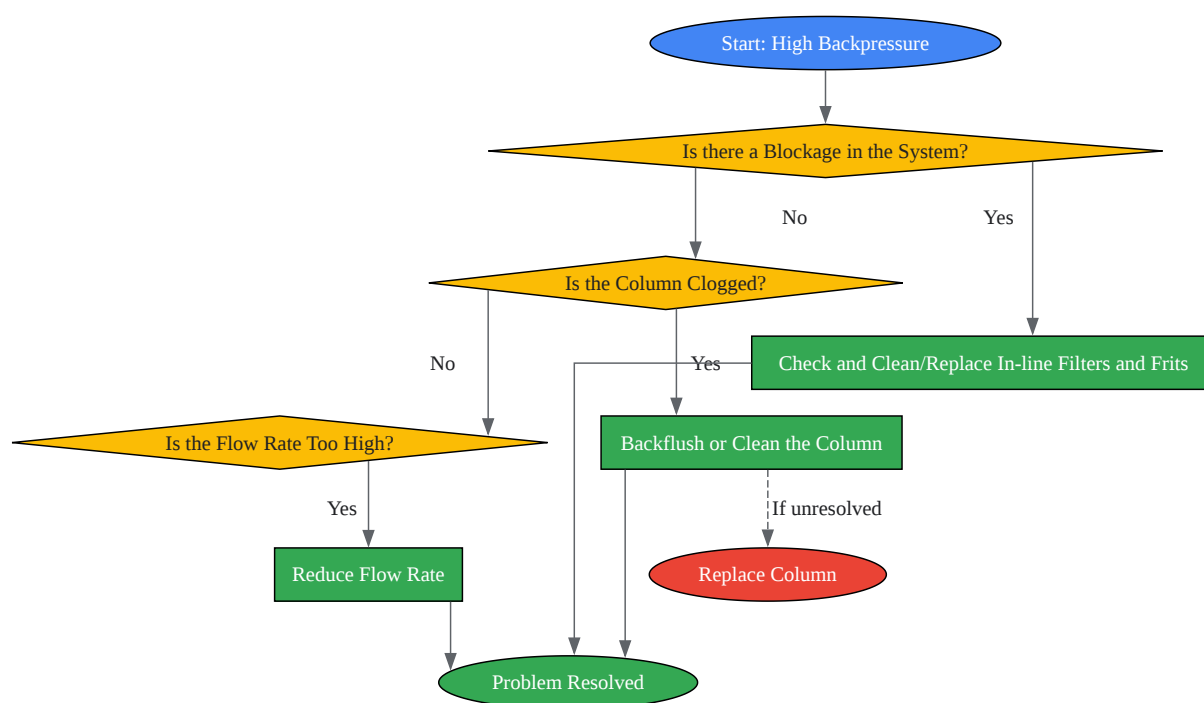 Start: High Backpressure
Is there a Blockage in the System?
No
Yes
Is the Column Clogged?
No
Yes
Check and Clean/Replace In-line Filters and Frits
Is the Flow Rate Too High?
Backflush or Clean the Column
Yes
If unresolved
Reduce Flow Rate
Replace Column
Problem Resolved